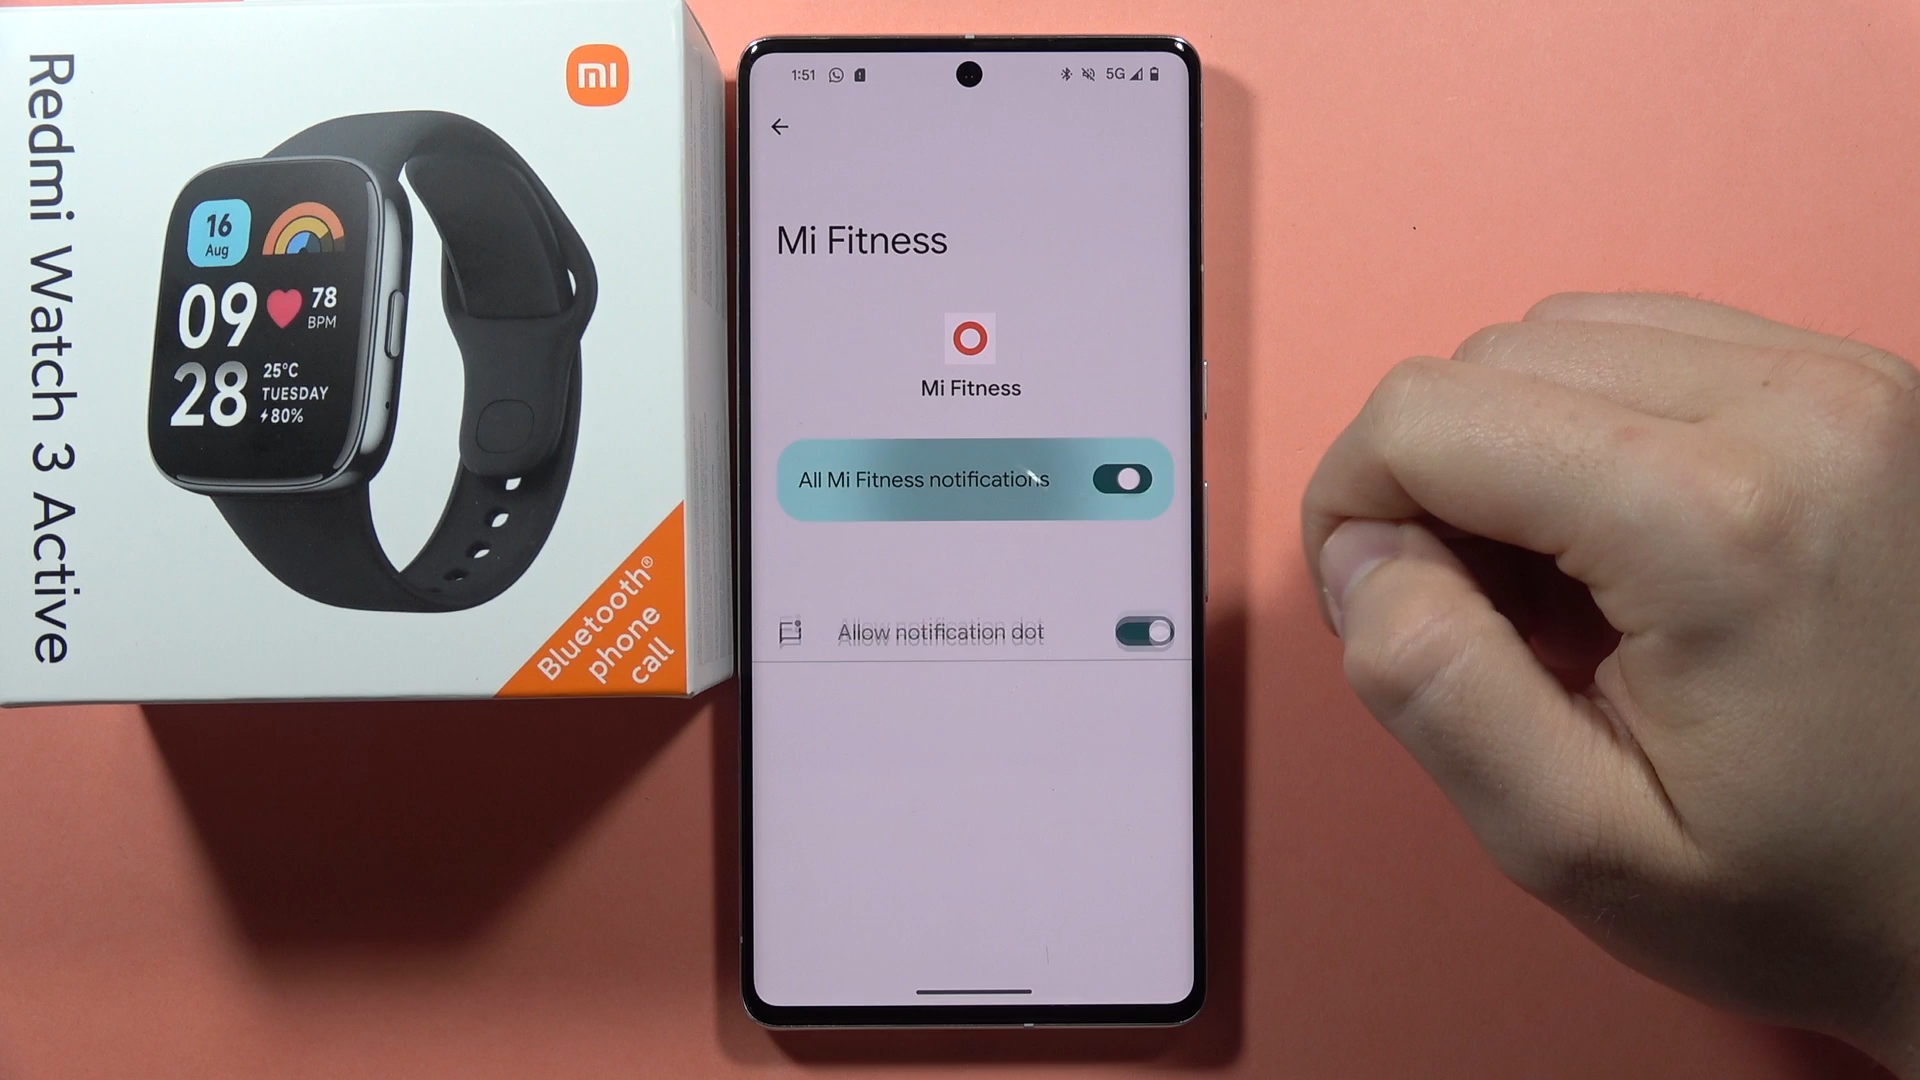 Redmi Watch 3 Active
mi
16
Aug
09
78
BPM
28
25°C
TUESDAY
80%
Bluetooth®
phone
call
1:51
5G
Mi Fitness
Mi Fitness
All Mi Fitness notifications
Allow notification dot